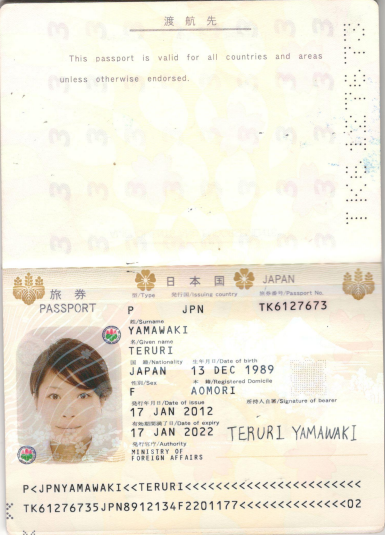 渡航先
This passport is valid for all countries and areas
unless otherwise endorsed.
TK6127673
日本国 JAPAN
旅券
PASSPORT
型/Type 発行国/Issuing country 旅券番号/Passport No.
P JPN TK6127673
姓/Surname
YAMAWAKI
名/Given name
TERURI
国籍/Nationality 生年月日/Date of birth
JAPAN 13 DEC 1989
性別/Sex 本籍/Registered Domicile
F AOMORI
発行年月日/Date of issue 所持人自署/Signature of bearer
17 JAN 2012
有効期間満了日/Date of expiry
17 JAN 2022 TERURI YAMAWAKI
発行官庁/Authority
MINISTRY OF
FOREIGN AFFAIRS
P<JPNYAMAWAKI<<TERURI<<<<<<<<<<<<<<<<<<<<<<<
TK61276735JPN8912134F2201177<<<<<<<<<<<<<<02